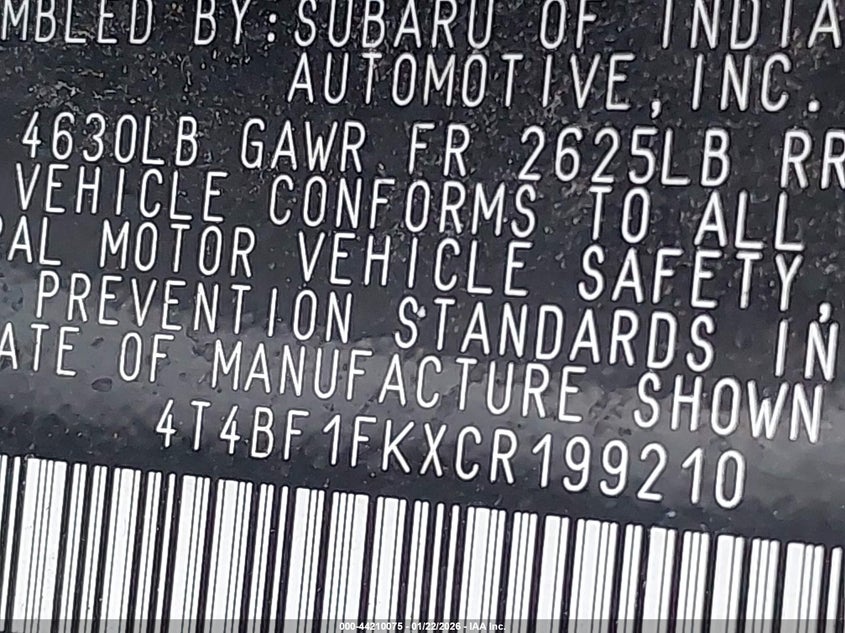 MBLED BY:SUBARU OF INDIA
AUTOMOTIVE,INC.
4630LB GAWR FR 2625LB RR
VEHICLE CONFORMS TO ALL
RAL MOTOR VEHICLE SAFETY,
PREVENTION STANDARDS IN
ATE OF MANUFACTURE SHOWN
4T4BF1FKXCR199210
000-44210075 - 01/22/2026 - IAA Inc.